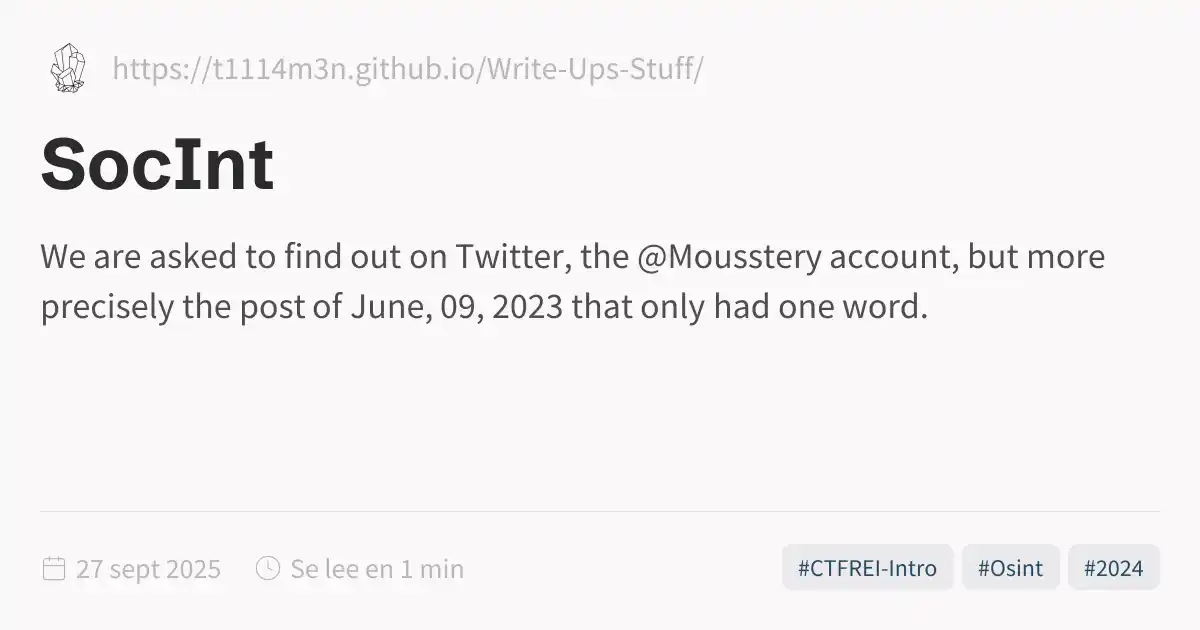 https://t1114m3n.github.io/Write-Ups-Stuff/
SocInt
We are asked to find out on Twitter, the @Mousstery account, but more
precisely the post of June, 09, 2023 that only had one word.
27 sept 2025 Se lee en 1 min #CTFREI-Intro #Osint #2024